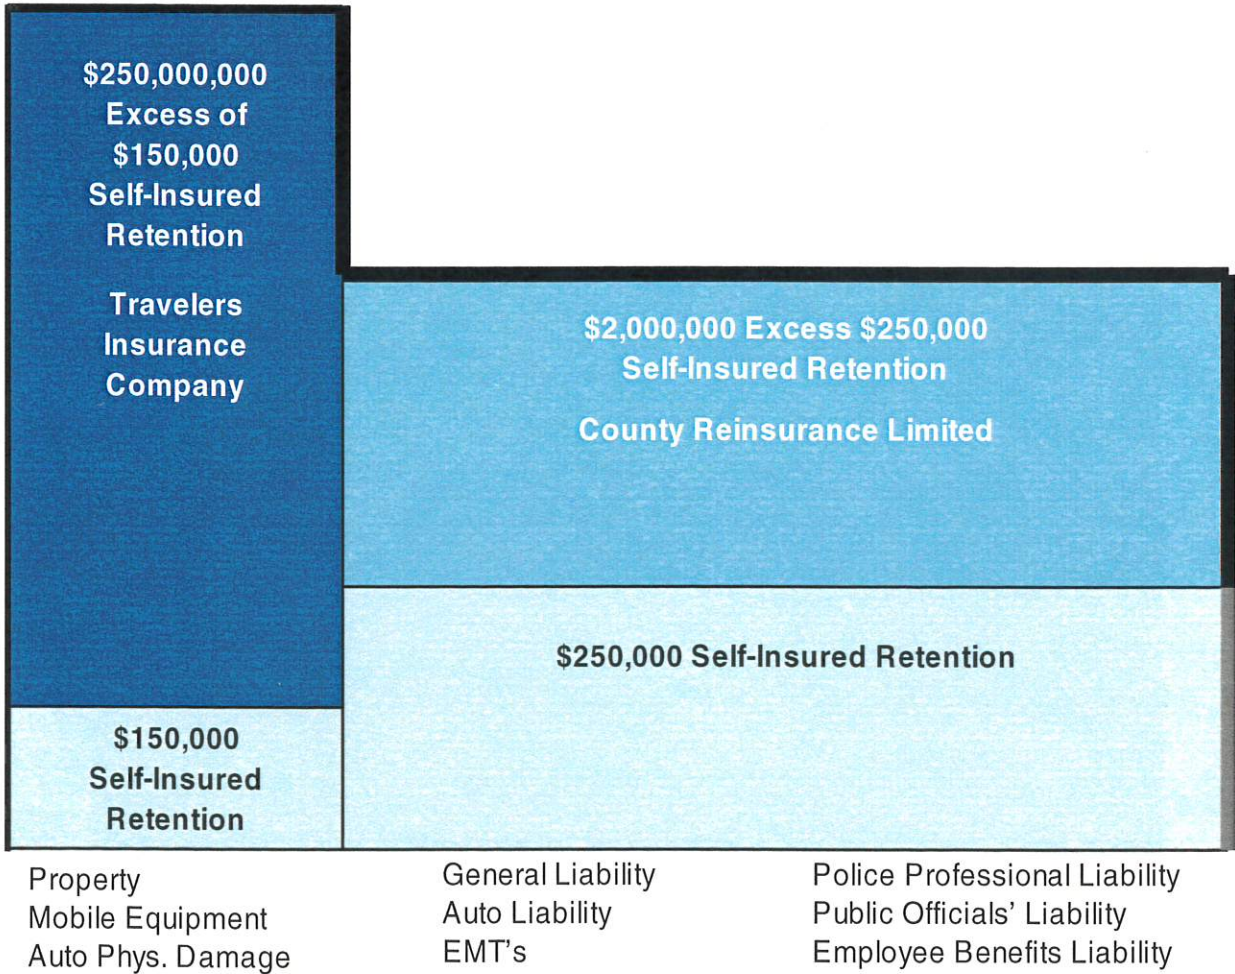 $250,000,000
Excess of
$150,000
Self-Insured
Retention
Travelers
Insurance
Company
$2,000,000 Excess $250,000
Self-Insured Retention
County Reinsurance Limited
$250,000 Self-Insured Retention
$150,000
Self-Insured
Retention
Property
Mobile Equipment
Auto Phys. Damage
General Liability
Auto Liability
EMT's
Police Professional Liability
Public Officials' Liability
Employee Benefits Liability